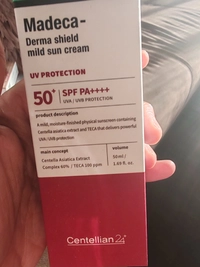 Madeca-
Derma shield
mild sun cream
UV PROTECTION
50+ SPF PA++++
UVA / UVB PROTECTION
product description
A mild, moisture-finished physical sunscreen containing
Centella asiatica extract and TECA that delivers powerful
UVA / UVB protection
main concept
Centella Asiatica Extract
Complex 60% / TECA 100 ppm
volume
50ml /
1.69 fl. oz.
Centellian 24